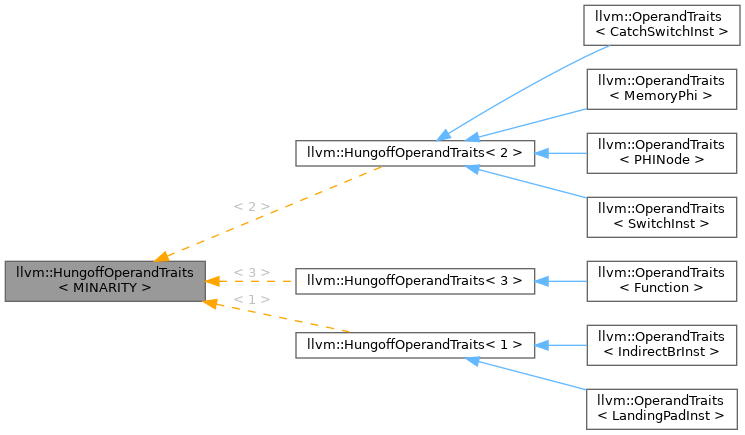 llvm::OperandTraits
< CatchSwitchInst >
llvm::OperandTraits
< MemoryPhi >
llvm::HungoffOperandTraits< 2 >
llvm::OperandTraits
< PHINode >
< 2 >
llvm::OperandTraits
< SwitchInst >
llvm::HungoffOperandTraits
< MINARITY >
< 3 >
llvm::HungoffOperandTraits< 3 >
llvm::OperandTraits
< Function >
< 1 >
llvm::HungoffOperandTraits< 1 >
llvm::OperandTraits
< IndirectBrInst >
llvm::OperandTraits
< LandingPadInst >